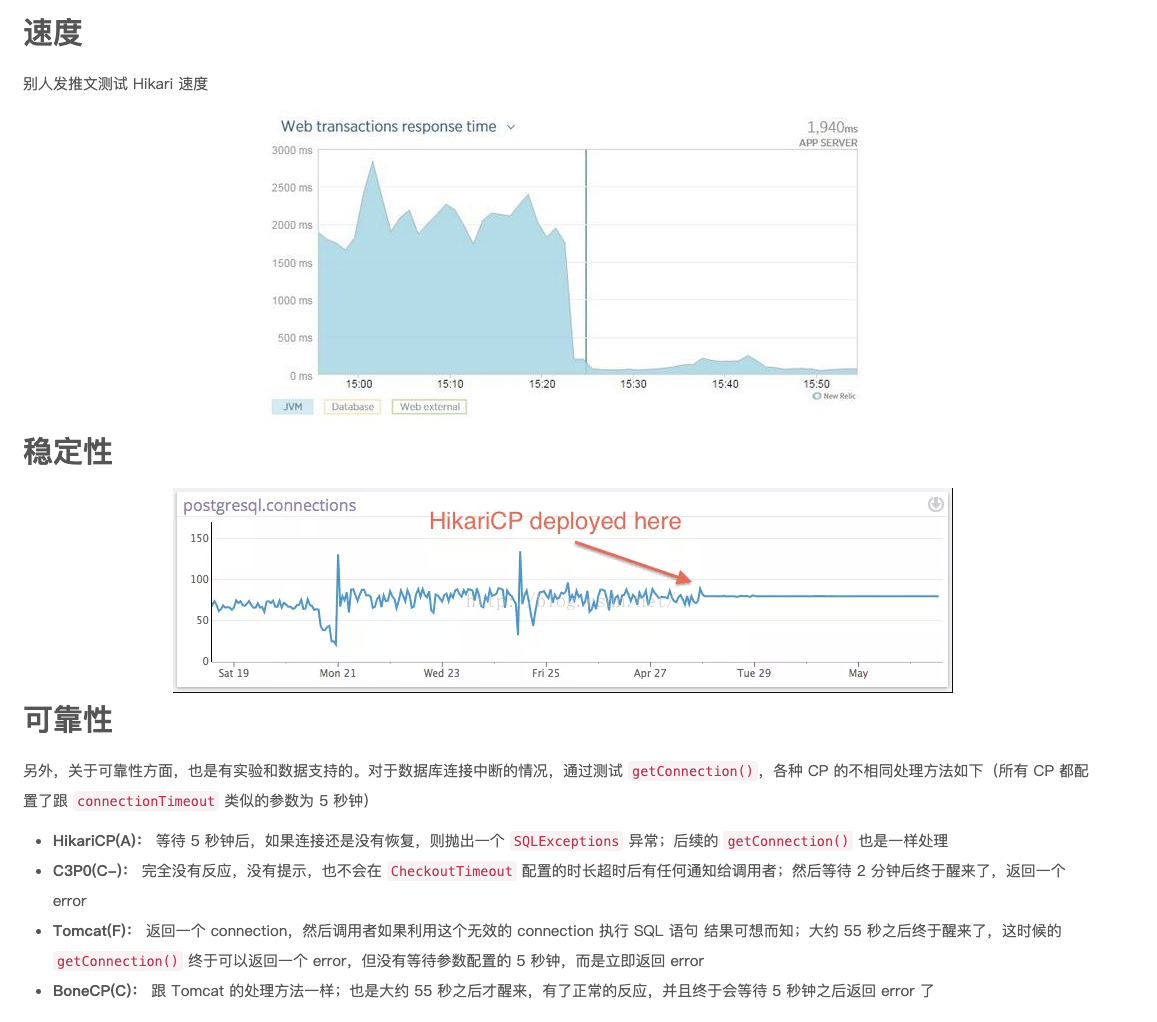 速度
别人发推文测试 Hikari 速度
Web transactions response time
1,940ms
APP SERVER
3000 ms
2500 ms
2000 ms
1500 ms
1000 ms
500 ms
0 ms
15:00 15:10 15:20 15:30 15:40 15:50
New Relic
JVM Database Web external
稳定性
postgresql.connections
HikariCP deployed here
150
100
50
0
Sat 19 Mon 21 Wed 23 Fri 25 Apr 27 Tue 29 May
可靠性
另外，关于可靠性方面，也是有实验和数据支持的。对于数据库连接中断的情况，通过测试 getConnection()，各种 CP 的不相同处理方法如下（所有 CP 都配
置了跟 connectionTimeout 类似的参数为 5 秒钟）
• HikariCP(A)： 等待 5 秒钟后，如果连接还是没有恢复，则抛出一个 SQLExceptions 异常；后续的 getConnection() 也是一样处理
• C3P0(C-)： 完全没有反应，没有提示，也不会在 CheckoutTimeout 配置的时长超时后有任何通知给调用者；然后等待 2 分钟后终于醒来了，返回一个
error
• Tomcat(F)： 返回一个 connection，然后调用者如果利用这个无效的 connection 执行 SQL 语句 结果可想而知；大约 55 秒之后终于醒来了，这时候的
getConnection() 终于可以返回一个 error，但没有等待参数配置的 5 秒钟，而是立即返回 error
• BoneCP(C)： 跟 Tomcat 的处理方法一样；也是大约 55 秒之后才醒来，有了正常的反应，并且终于会等待 5 秒钟之后返回 error 了